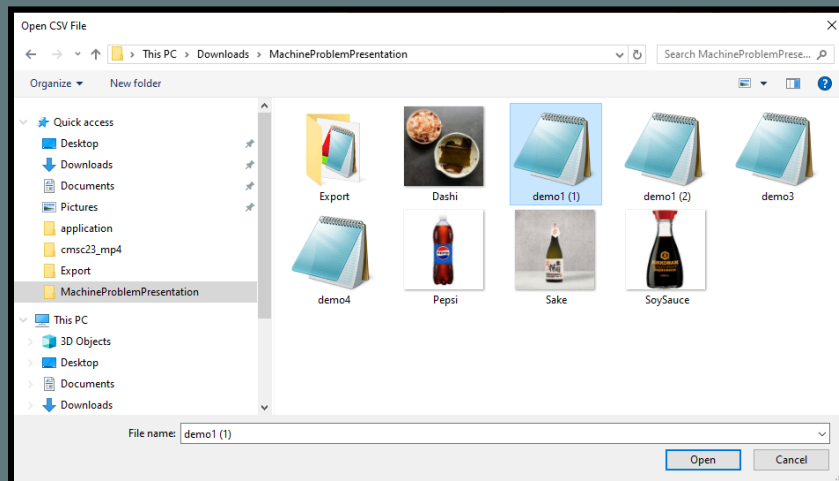 Open CSV File
This PC > Downloads > MachineProblemPresentation
Search MachineProblemPrese...
Organize
New folder
Quick access
Desktop
Downloads
Documents
Pictures
application
cmsc23_mp4
Export
MachineProblemPresentation
This PC
3D Objects
Desktop
Documents
Downloads
Export
Dashi
demo1 (1)
demo1 (2)
demo3
demo4
Pepsi
Sake
SoySauce
File name:
demo1 (1)
Open
Cancel